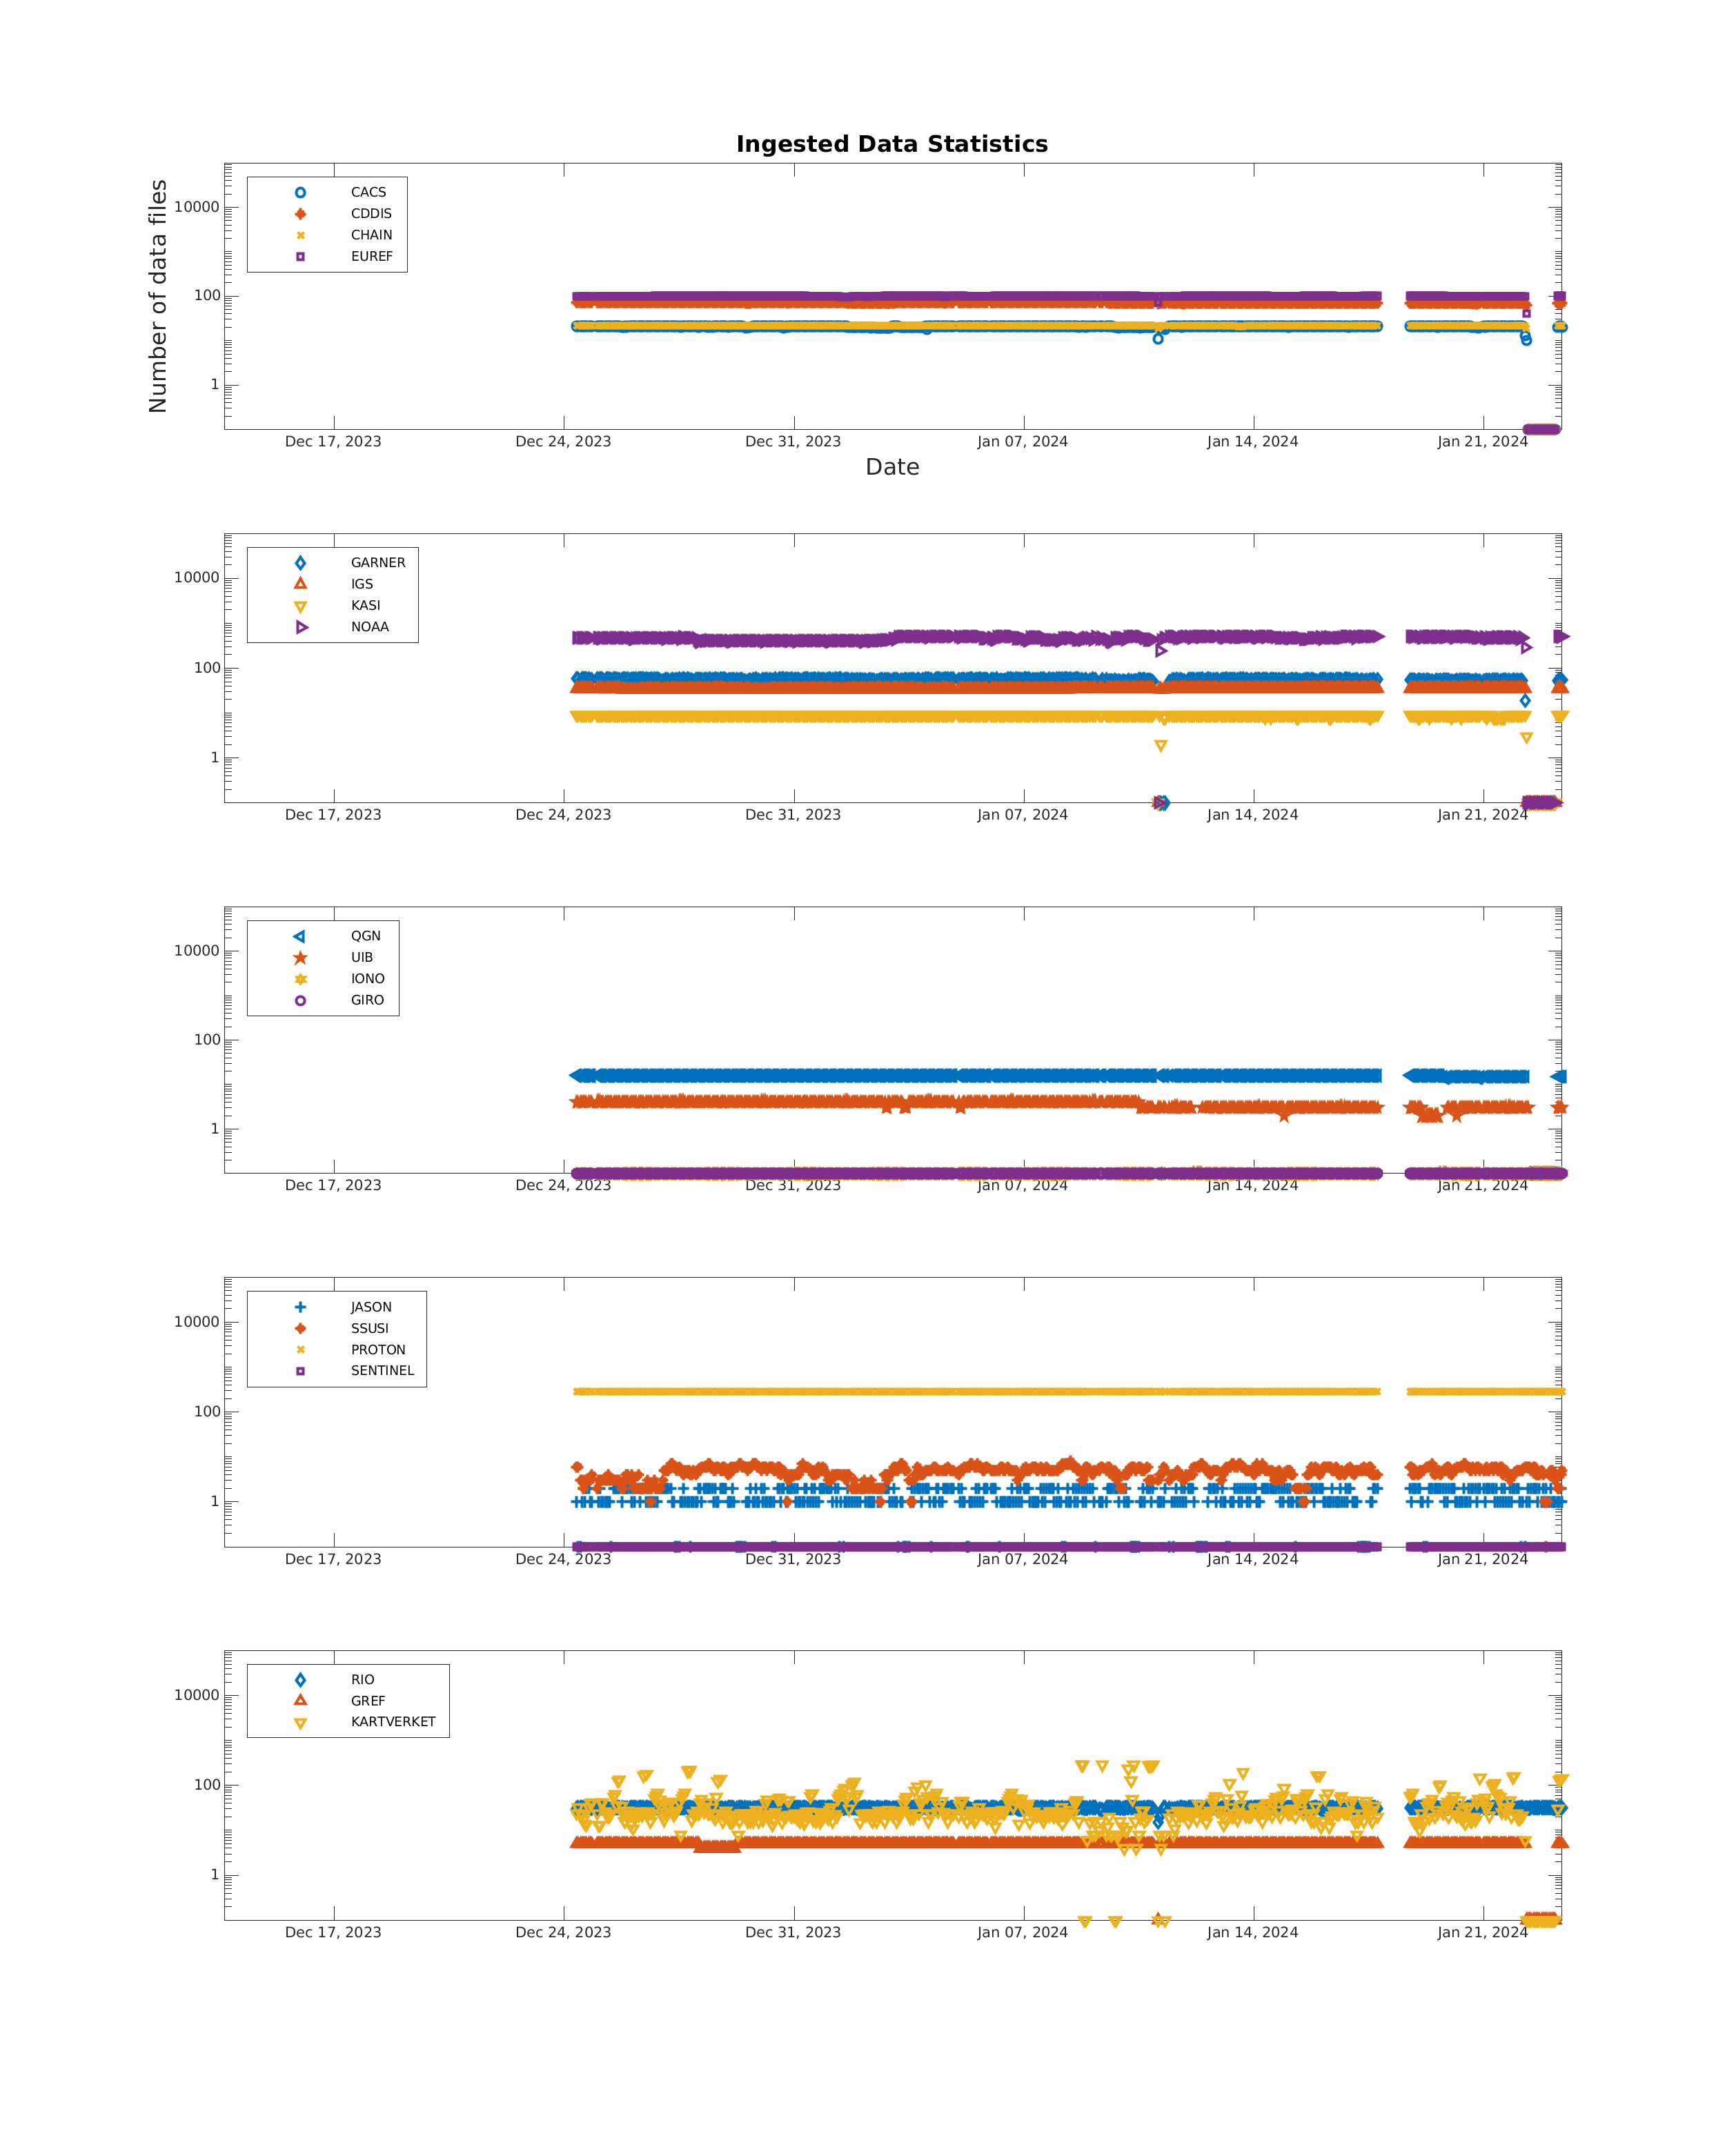 Ingested Data Statistics
Number of data files
CACS
CDDIS
CHAIN
EUREF
10000
100
1
Dec 17, 2023 Dec 24, 2023 Dec 31, 2023 Jan 07, 2024 Jan 14, 2024 Jan 21, 2024
Date
GARNER
IGS
KASI
NOAA
10000
100
1
Dec 17, 2023 Dec 24, 2023 Dec 31, 2023 Jan 07, 2024 Jan 14, 2024 Jan 21, 2024
QGN
UIB
IONO
GIRO
10000
100
1
Dec 17, 2023 Dec 24, 2023 Dec 31, 2023 Jan 07, 2024 Jan 14, 2024 Jan 21, 2024
JASON
SSUSI
PROTON
SENTINEL
10000
100
1
Dec 17, 2023 Dec 24, 2023 Dec 31, 2023 Jan 07, 2024 Jan 14, 2024 Jan 21, 2024
RIO
GREF
KARTVERKET
10000
100
1
Dec 17, 2023 Dec 24, 2023 Dec 31, 2023 Jan 07, 2024 Jan 14, 2024 Jan 21, 2024